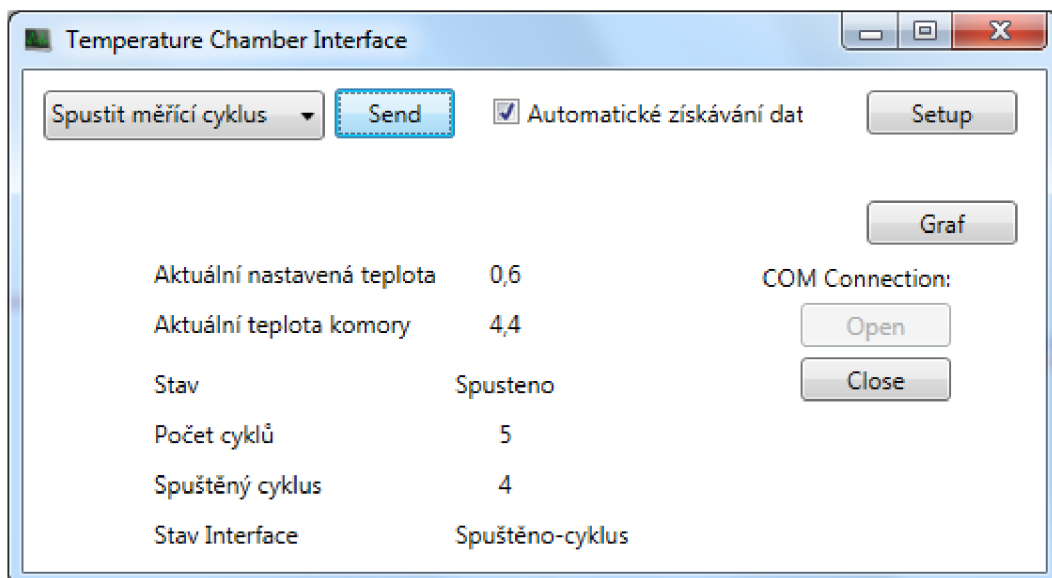 Temperature Chamber Interface
Spustit měřící cyklus Send Automatické získávání dat Setup
Graf
Aktuální nastavená teplota 0,6 COM Connection:
Aktuální teplota komory 4,4 Open
Stav Spusteno Close
Počet cyklů 5
Spuštěný cyklus 4
Stav Interface Spuštěno-cyklus